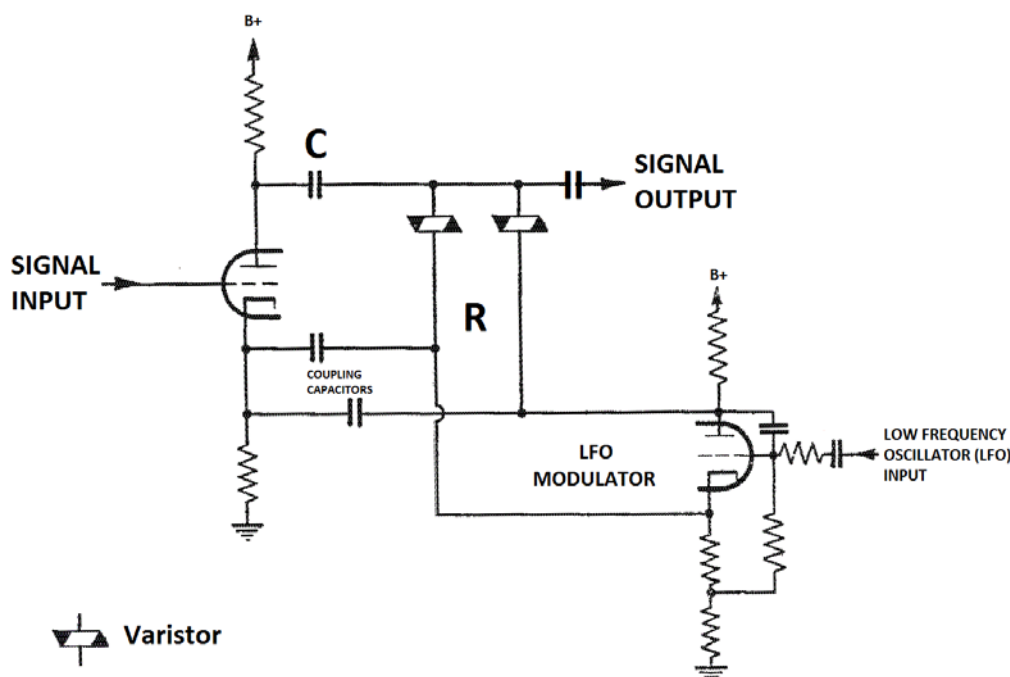 B+
C
SIGNAL
OUTPUT
SIGNAL
INPUT
B+
R
COUPLING
CAPACITORS
LFO
MODULATOR
LOW FREQUENCY
OSCILLATOR (LFO)
INPUT
Varistor